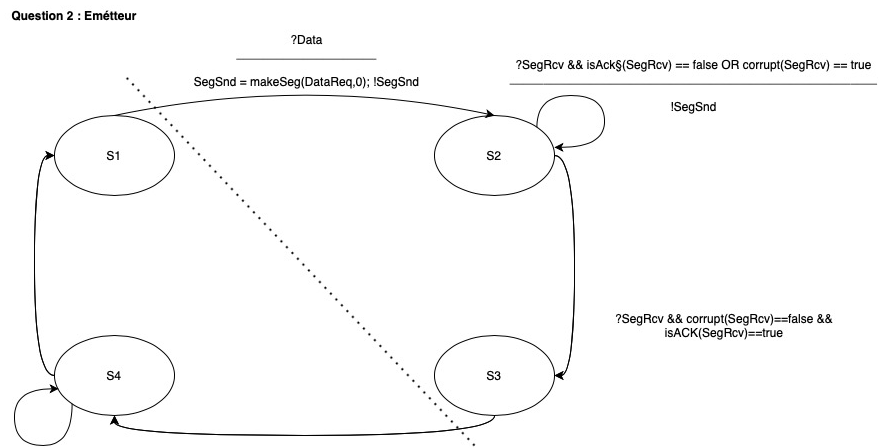 Question 2 : Emétteur
?Data
SegSnd = makeSeg(DataReq,0); !SegSnd
?SegRcv && isAck§(SegRcv) == false OR corrupt(SegRcv) == true
!SegSnd
S1
S2
?SegRcv && corrupt(SegRcv)==false &&
isACK(SegRcv)==true
S4
S3